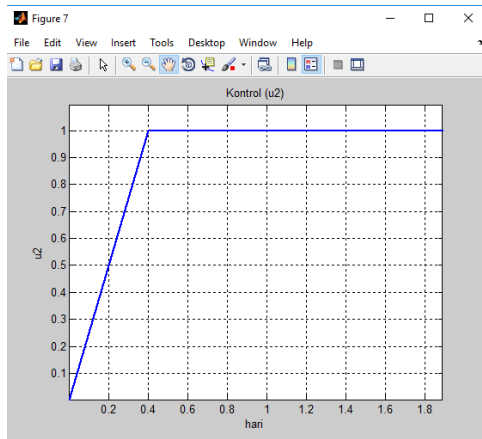 Figure 7
File Edit View Insert Tools Desktop Window Help
Kontrol (u2)
1
0.9
0.8
0.7
0.6
0.5
0.4
0.3
0.2
0.1
u2
0.2 0.4 0.6 0.8 1 1.2 1.4 1.6 1.8
hari